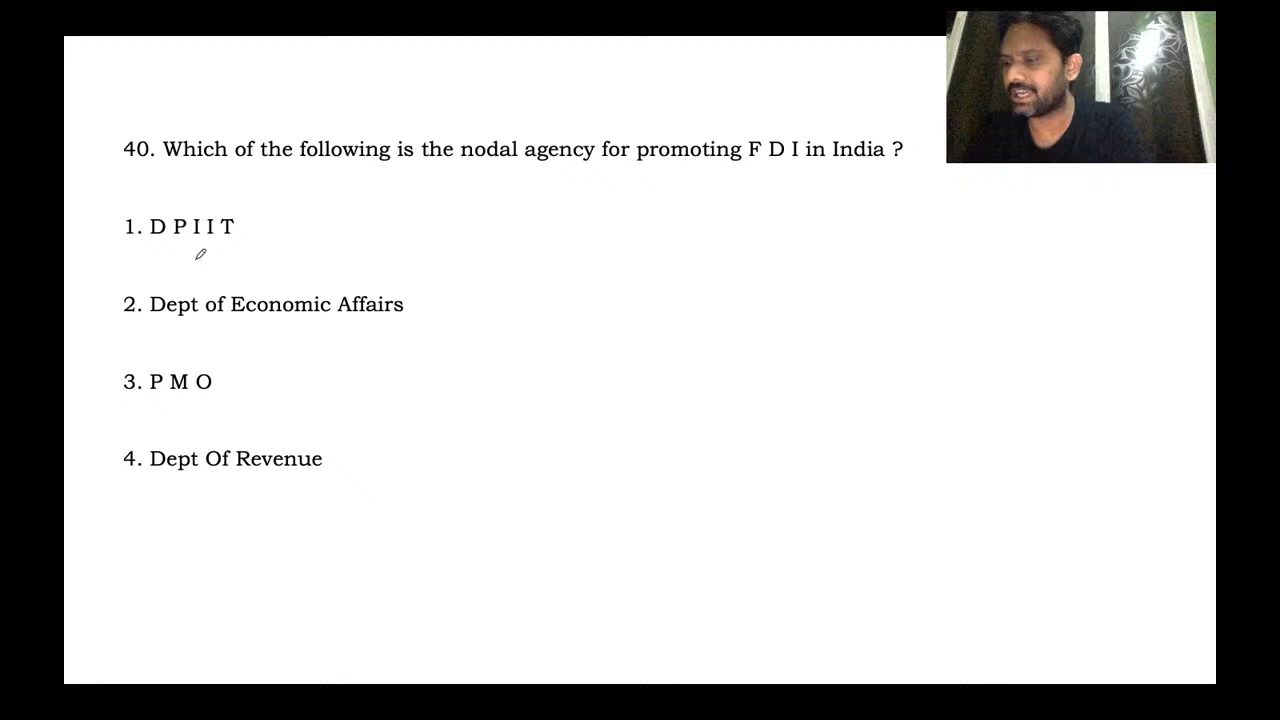 40. Which of the following is the nodal agency for promoting F D I in India ?
1. D P I I T
2. Dept of Economic Affairs
3. P M O
4. Dept Of Revenue